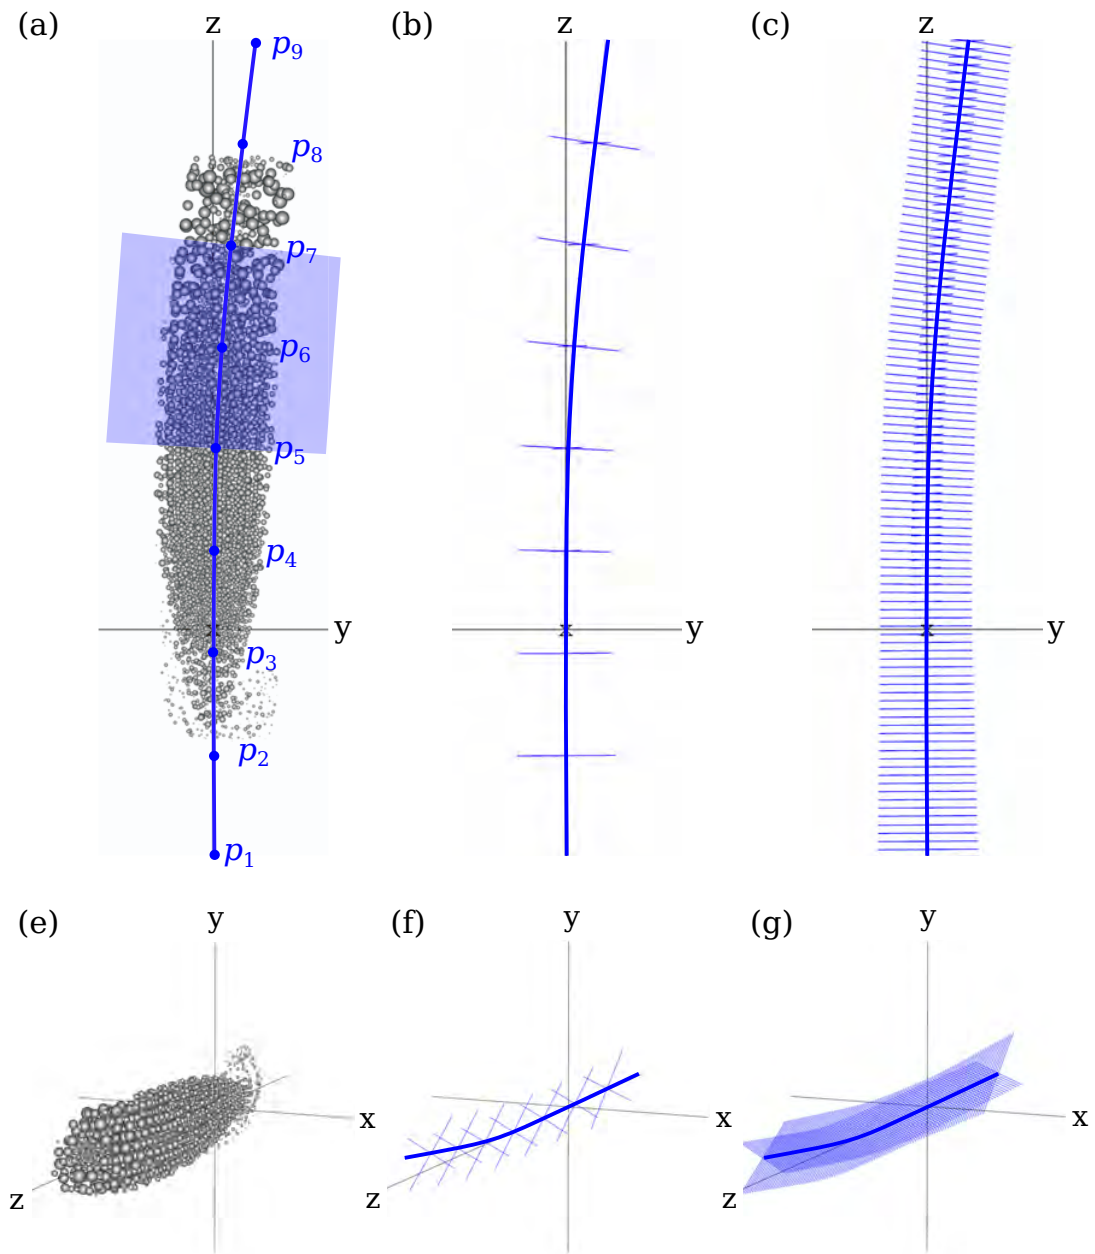 (a) z (b) z (c) z
p9
p8
p7
p6
p5
p4
x y x y x y
p3
p2
p1
(e) y (f) y (g) y
x x x
z z z